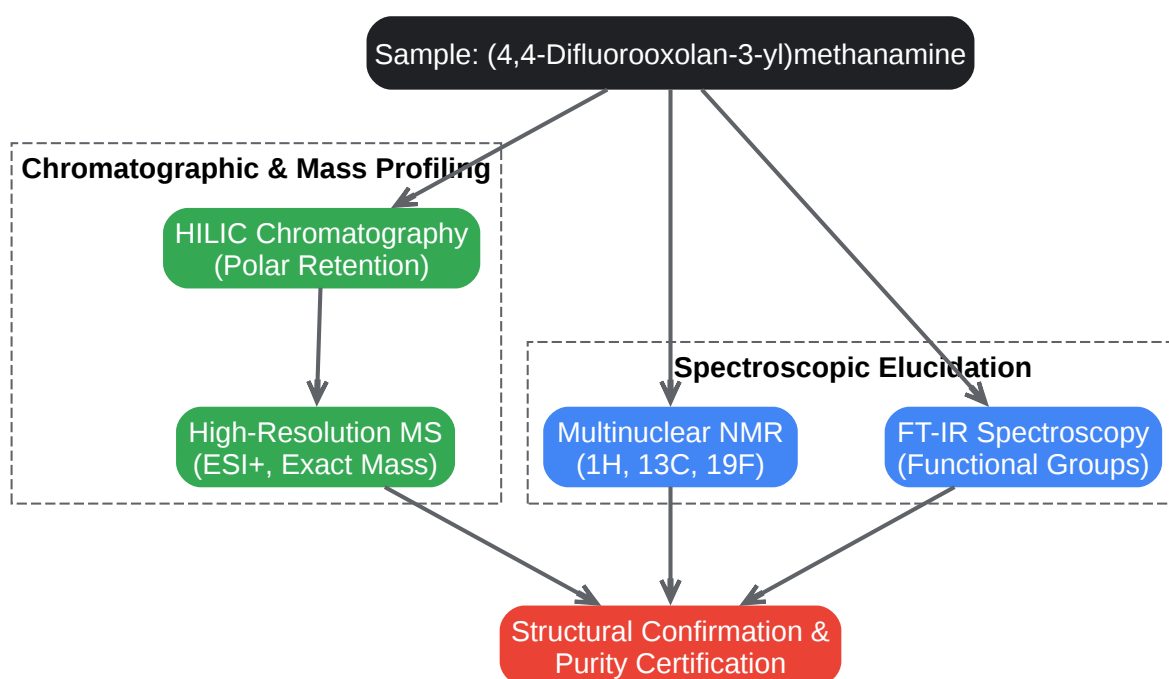 Sample: (4,4-Difluorooxolan-3-yl)methanamine
Chromatographic & Mass Profiling
HILIC Chromatography
(Polar Retention)
Spectroscopic Elucidation
High-Resolution MS
(ESI+, Exact Mass)
Multinuclear NMR
(1H, 13C, 19F)
FT-IR Spectroscopy
(Functional Groups)
Structural Confirmation &
Purity Certification